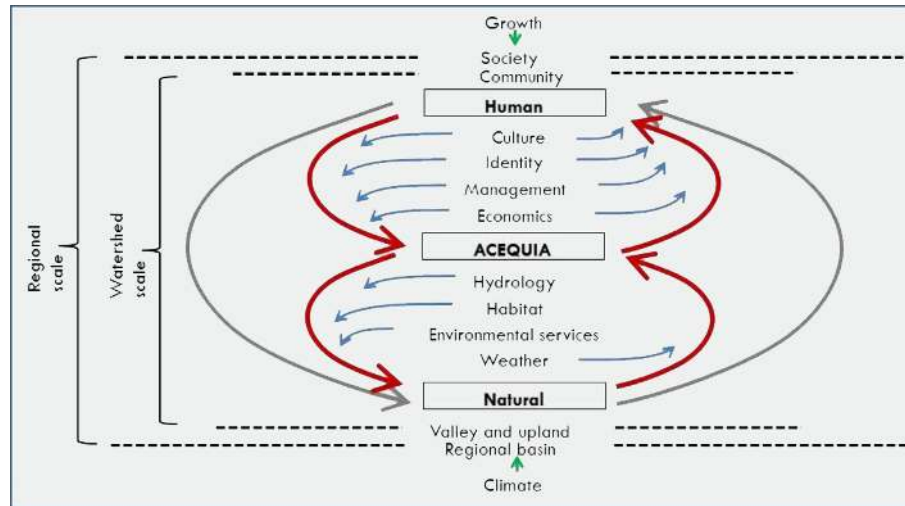 Growth
Society
Community
Human
Culture
Identity
Management
Economics
ACEQUIA
Hydrology
Habitat
Environmental services
Weather
Natural
Valley and upland
Regional basin
Climate
Regional
scale
Watershed
scale